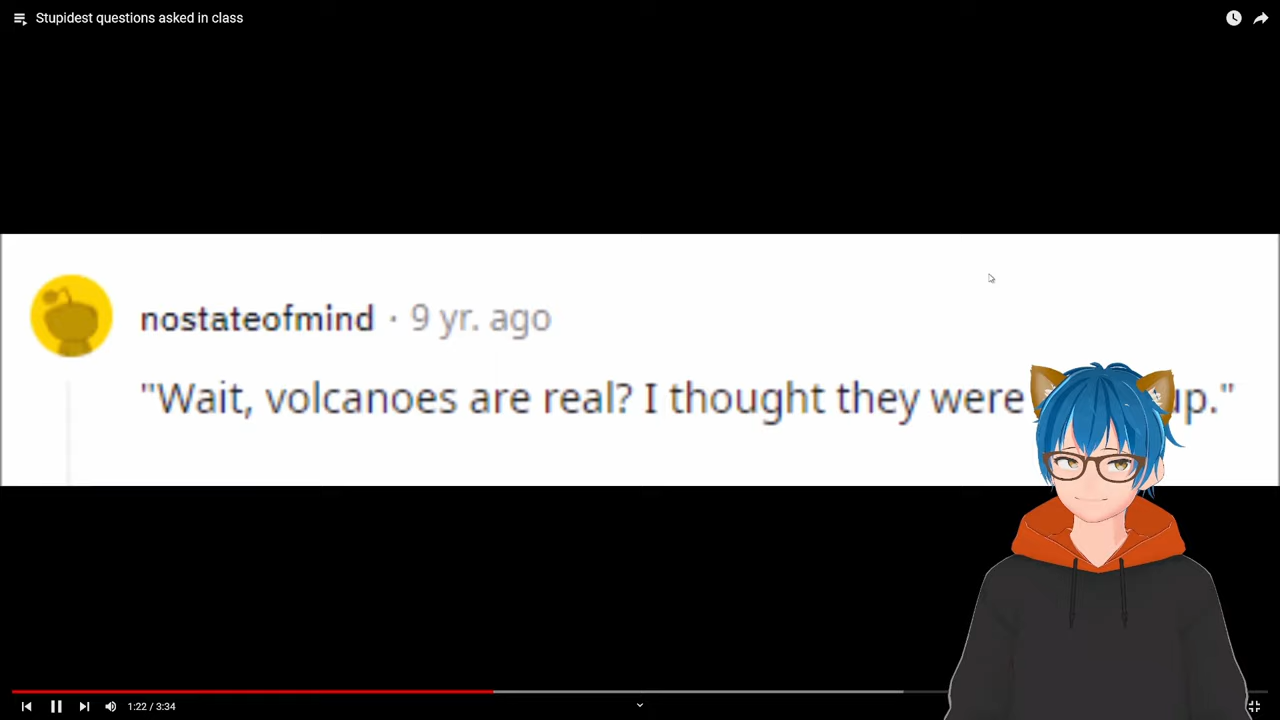 Stupidest questions asked in class
nostateofmind · 9 yr. ago
"Wait, volcanoes are real? I thought they were up."
1:22 / 3:34